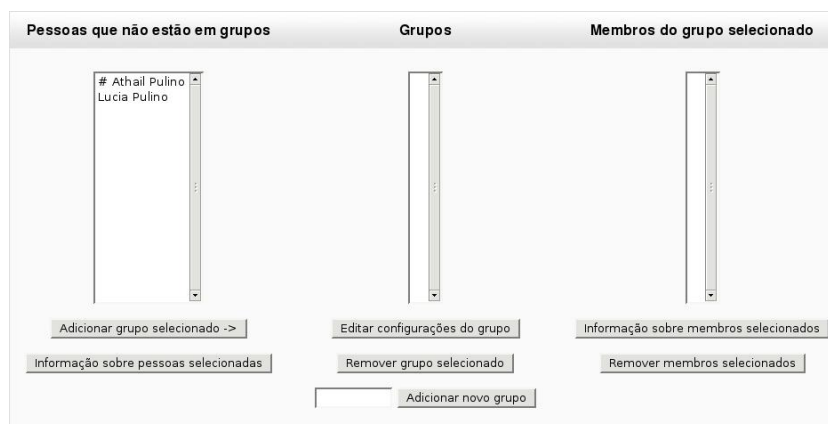 Pessoas que não estão em grupos
Grupos
Membros do grupo selecionado
# Athail Pulino
Lucia Pulino
Adicionar grupo selecionado ->
Editar configurações do grupo
Informação sobre membros selecionados
Informação sobre pessoas selecionadas
Remover grupo selecionado
Remover membros selecionados
Adicionar novo grupo